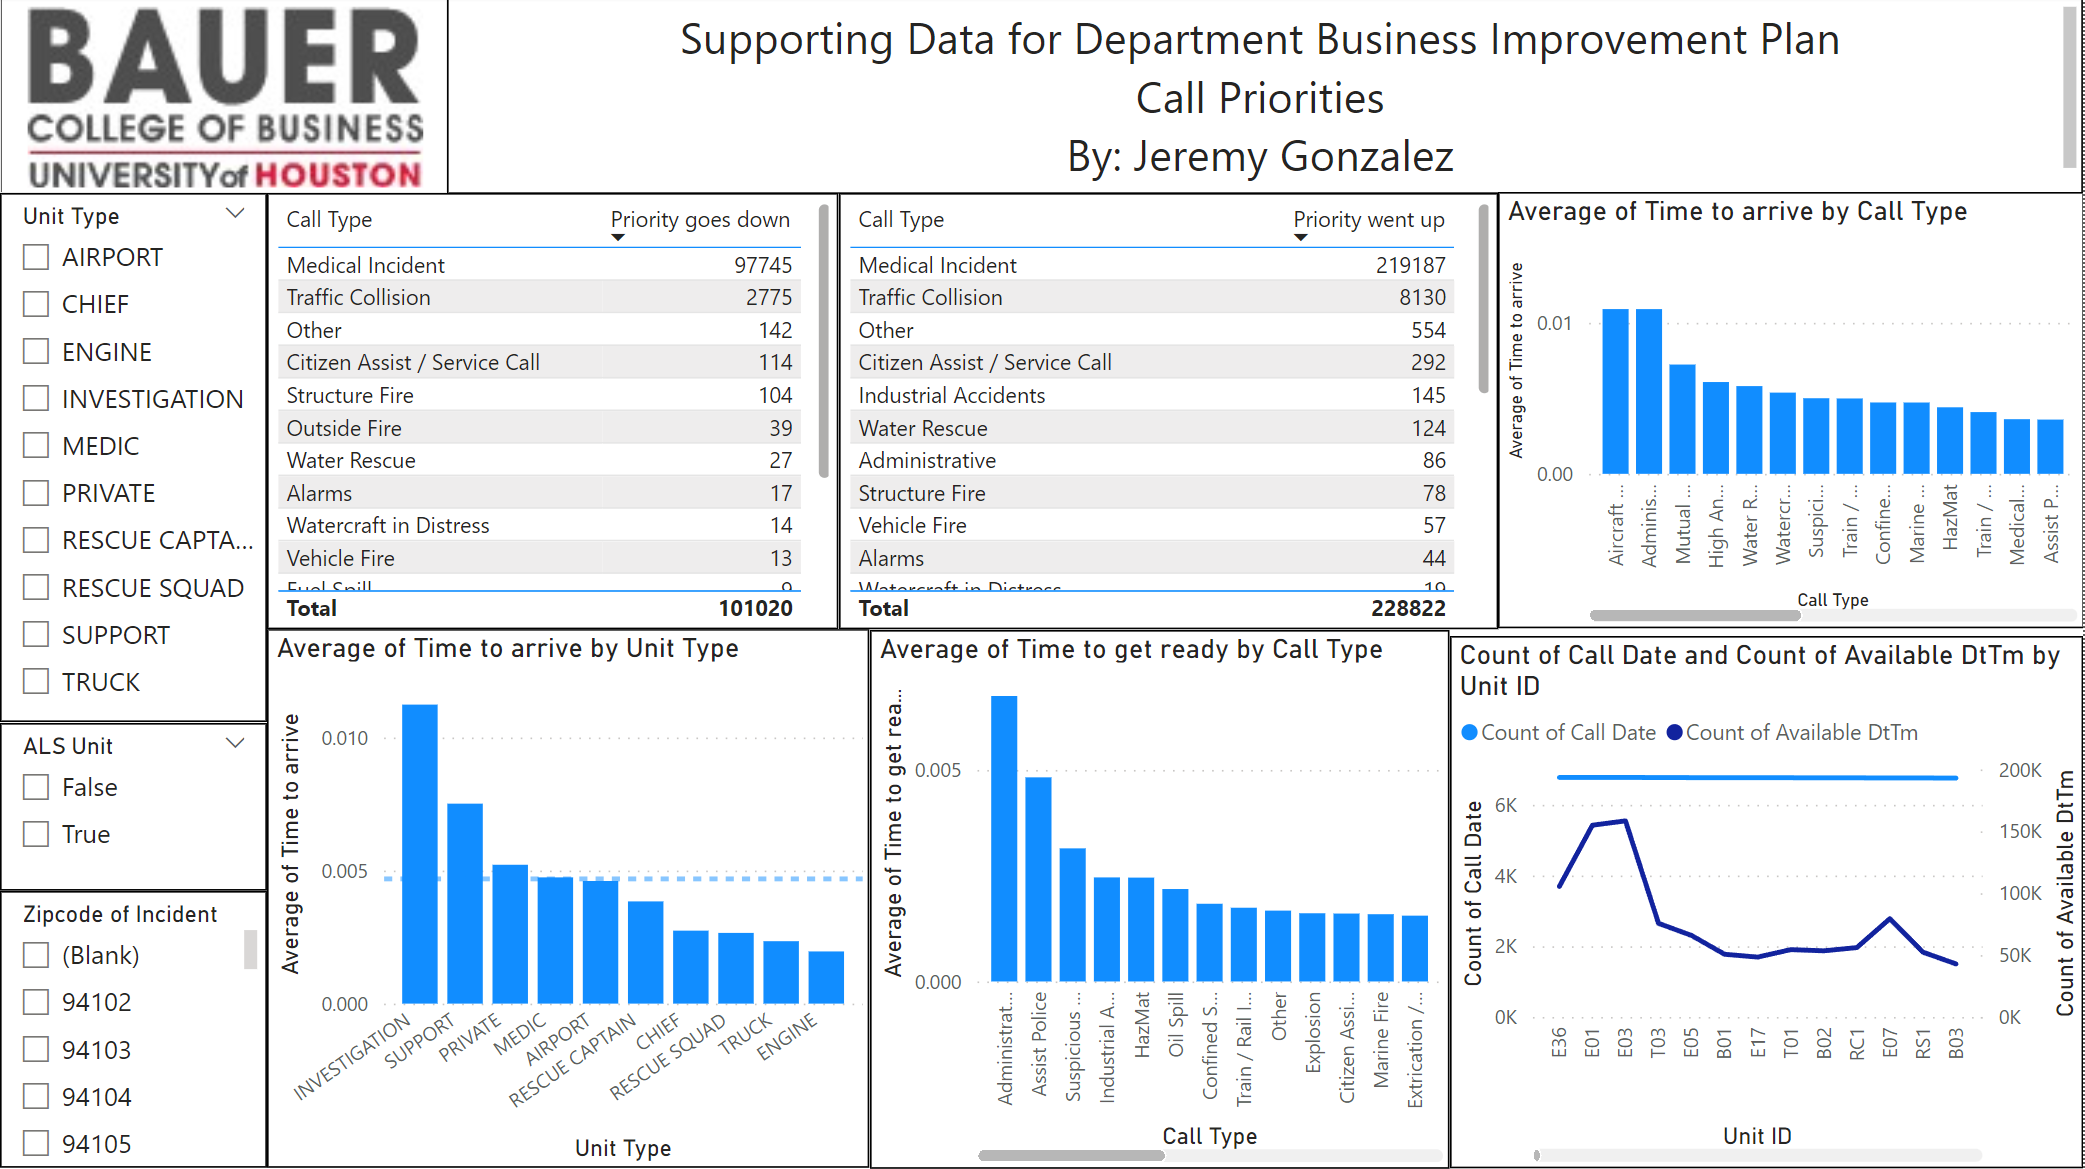 BAUER
COLLEGE OF BUSINESS
UNIVERSITY of HOUSTON
Supporting Data for Department Business Improvement Plan
Call Priorities
By: Jeremy Gonzalez
Unit Type
AIRPORT
CHIEF
ENGINE
INVESTIGATION
MEDIC
PRIVATE
RESCUE CAPTA...
RESCUE SQUAD
SUPPORT
TRUCK
ALS Unit
False
True
Zipcode of Incident
(Blank)
94102
94103
94104
94105
Call Type Priority goes down
Medical Incident 97745
Traffic Collision 2775
Other 142
Citizen Assist / Service Call 114
Structure Fire 104
Outside Fire 39
Water Rescue 27
Alarms 17
Watercraft in Distress 14
Vehicle Fire 13
Fuel Spill 9
Total 101020
Call Type Priority went up
Medical Incident 219187
Traffic Collision 8130
Other 554
Citizen Assist / Service Call 292
Industrial Accidents 145
Water Rescue 124
Administrative 86
Structure Fire 78
Vehicle Fire 57
Alarms 44
Watercraft in Distress 19
Total 228822
Average of Time to arrive by Call Type
Average of Time to arrive
0.01
0.00
Aircraft ...
Adminis...
Mutual ...
High An...
Water R...
Watercr...
Suspici...
Train / ...
Confine...
Marine ...
HazMat
Train / ...
Medical...
Assist P...
Call Type
Average of Time to arrive by Unit Type
Average of Time to arrive
0.010
0.005
0.000
INVESTIGATION
SUPPORT
PRIVATE
MEDIC
AIRPORT
RESCUE CAPTAIN
CHIEF
RESCUE SQUAD
TRUCK
ENGINE
Unit Type
Average of Time to get ready by Call Type
Average of Time to get rea...
0.005
0.000
Administrat...
Assist Police
Suspicious ...
Industrial A...
HazMat
Oil Spill
Confined S...
Train / Rail I...
Other
Explosion
Citizen Assi...
Marine Fire
Extrication /...
Call Type
Count of Call Date and Count of Available DtTm by
Unit ID
Count of Call Date Count of Available DtTm
Count of Call Date
6K
4K
2K
0K
200K
150K
100K
50K
0K
Count of Available DtTm
E36
E01
E03
T03
E05
B01
E17
T01
B02
RC1
E07
RS1
B03
Unit ID